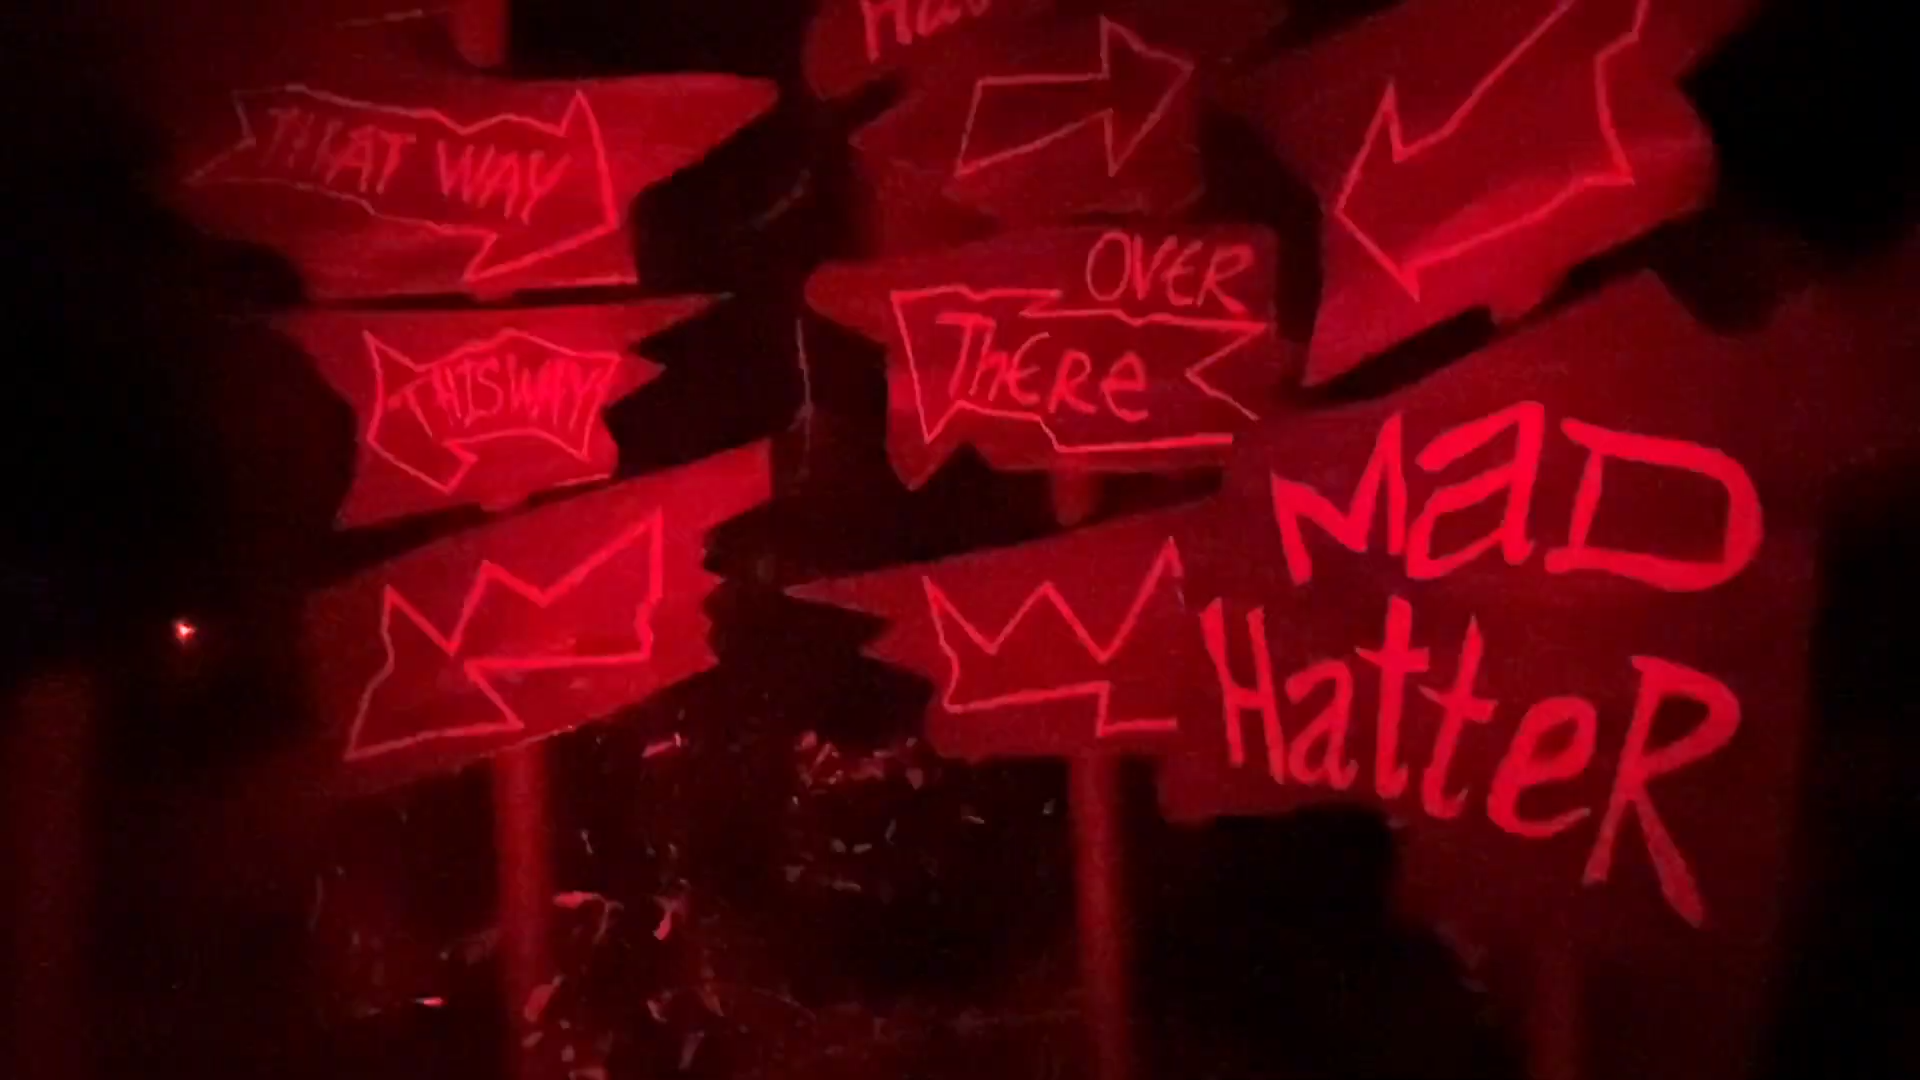 THAT WAY
THIS WAY
OVER
ThERe
MaD
HatteR